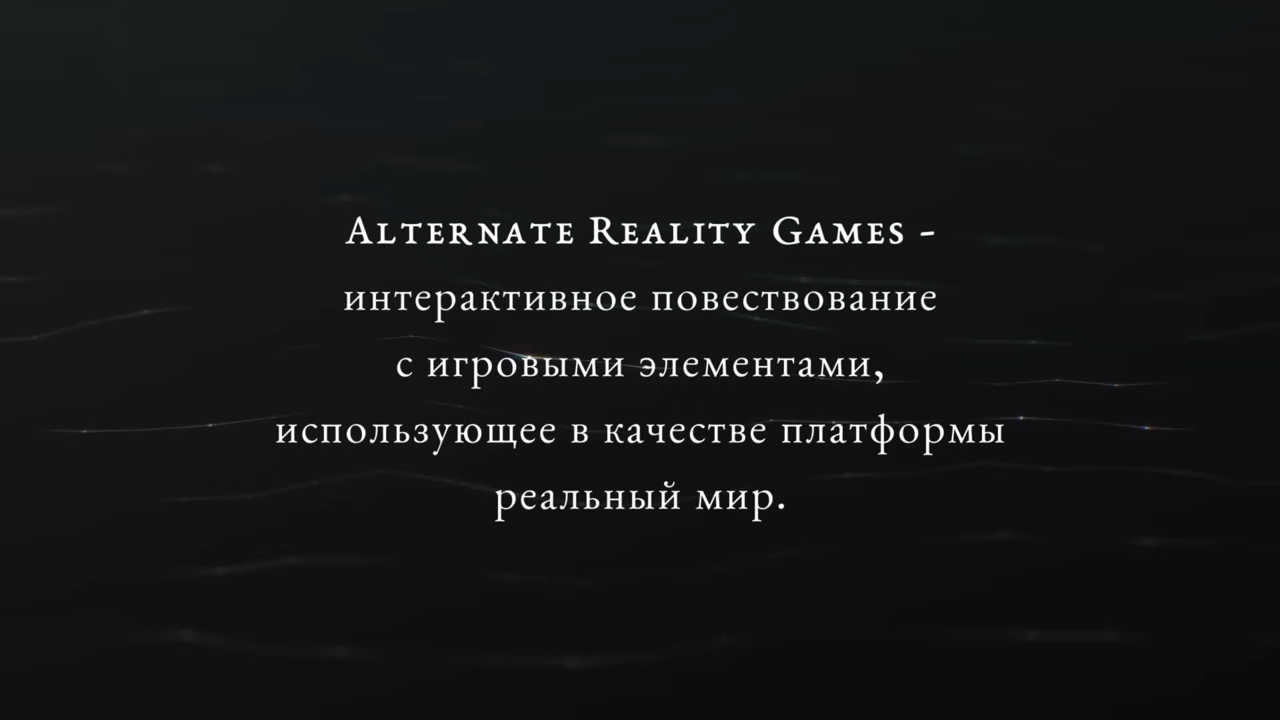 Alternate Reality Games -
интерактивное повествование
с игровыми элементами,
использующее в качестве платформы
реальный мир.